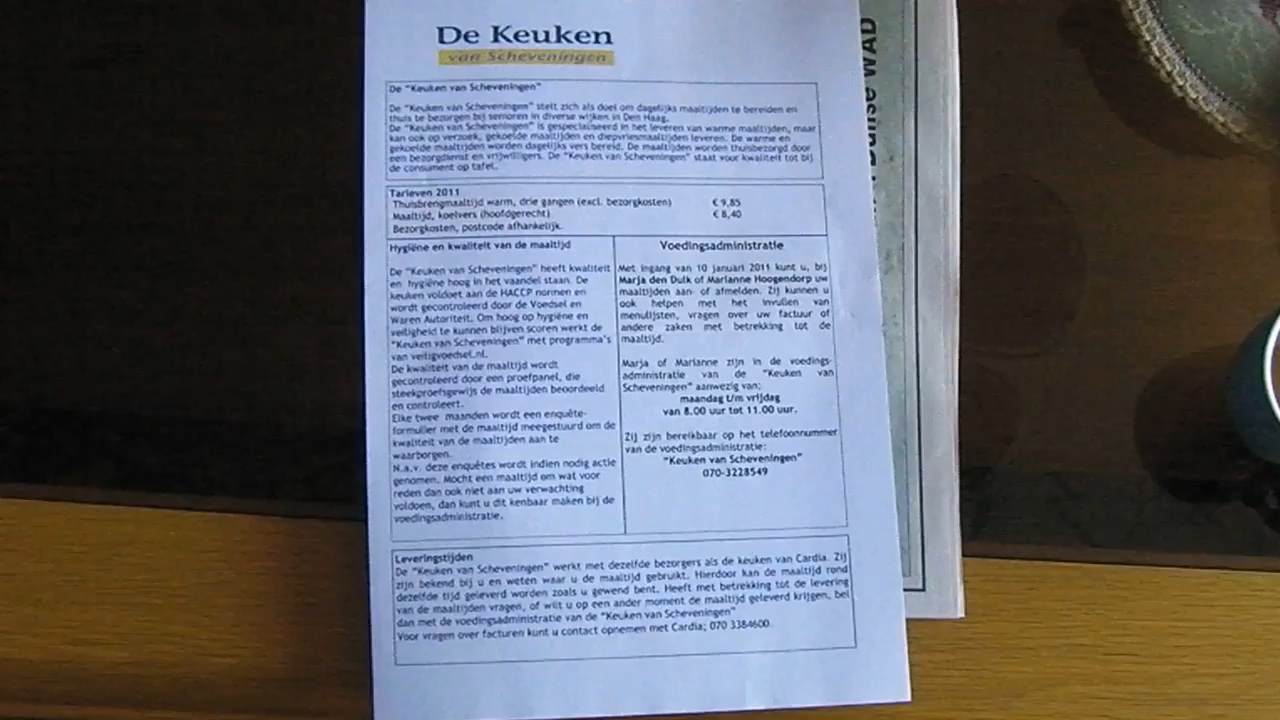 De Keuken
van Scheveningen
De "Keuken van Scheveningen"
De "Keuken van Scheveningen" stelt zich als doel om dagelijks maaltijden te bereiden en
thuis te bezorgen bij senioren in diverse wijken in Den Haag.
De "Keuken van Scheveningen" is gespecialiseerd in het leveren van warme maaltijden, maar
kan ook op verzoek, gekoelde maaltijden en diepvriesmaaltijden leveren. De warme en
gekoelde maaltijden worden dagelijks vers bereid. De maaltijden worden thuisbezorgd door
een bezorgdienst en vrijwilligers. De "Keuken van Scheveningen" staat voor kwaliteit tot bij
de consument op tafel.
Tarieven 2011
Thuisbrengmaaltijd warm, drie gangen (excl. bezorgkosten) € 9,85
Maaltijd, koelvers (hoofdgerecht) € 8,40
Bezorgkosten, postcode afhankelijk.
Hygiëne en kwaliteit van de maaltijd
De "Keuken van Scheveningen" heeft kwaliteit
en hygiëne hoog in het vaandel staan. De
keuken voldoet aan de HACCP normen en
wordt gecontroleerd door de Voedsel en
Waren Autoriteit. Om hoog op hygiëne en
veiligheid te kunnen blijven scoren werkt de
"Keuken van Scheveningen" met programma's
van veiligvoedsel.nl.
De kwaliteit van de maaltijd wordt
gecontroleerd door een proefpanel, die
steekproefsgewijs de maaltijden beoordeeld
en controleert.
Elke twee maanden wordt een enquête-
formulier met de maaltijd meegestuurd om de
kwaliteit van de maaltijden aan te
waarborgen.
N.a.v. deze enquêtes wordt indien nodig actie
genomen. Mocht een maaltijd om wat voor
reden dan ook niet aan uw verwachting
voldoen, dan kunt u dit kenbaar maken bij de
voedingsadministratie.
Voedingsadministratie
Met ingang van 10 januari 2011 kunt u, bij
Marja den Dulk of Marianne Hoogendorp uw
maaltijden aan- of afmelden. Zij kunnen u
ook helpen met het invullen van
menulijsten, vragen over uw factuur of
andere zaken met betrekking tot de
maaltijd.
Marja of Marianne zijn in de voedings-
administratie van de "Keuken van
Scheveningen" aanwezig van:
maandag t/m vrijdag
van 8.00 uur tot 11.00 uur.
Zij zijn bereikbaar op het telefoonnummer
van de voedingsadministratie:
"Keuken van Scheveningen"
070-3228549
Leveringstijden
De "Keuken van Scheveningen" werkt met dezelfde bezorgers als de keuken van Cardia. Zij
zijn bekend bij u en weten waar u de maaltijd gebruikt. Hierdoor kan de maaltijd rond
dezelfde tijd geleverd worden zoals u gewend bent. Heeft met betrekking tot de levering
van de maaltijden vragen, of wilt u op een ander moment de maaltijd geleverd krijgen, bel
dan met de voedingsadministratie van de "Keuken van Scheveningen"
Voor vragen over facturen kunt u contact opnemen met Cardia; 070 3384600.
WAD